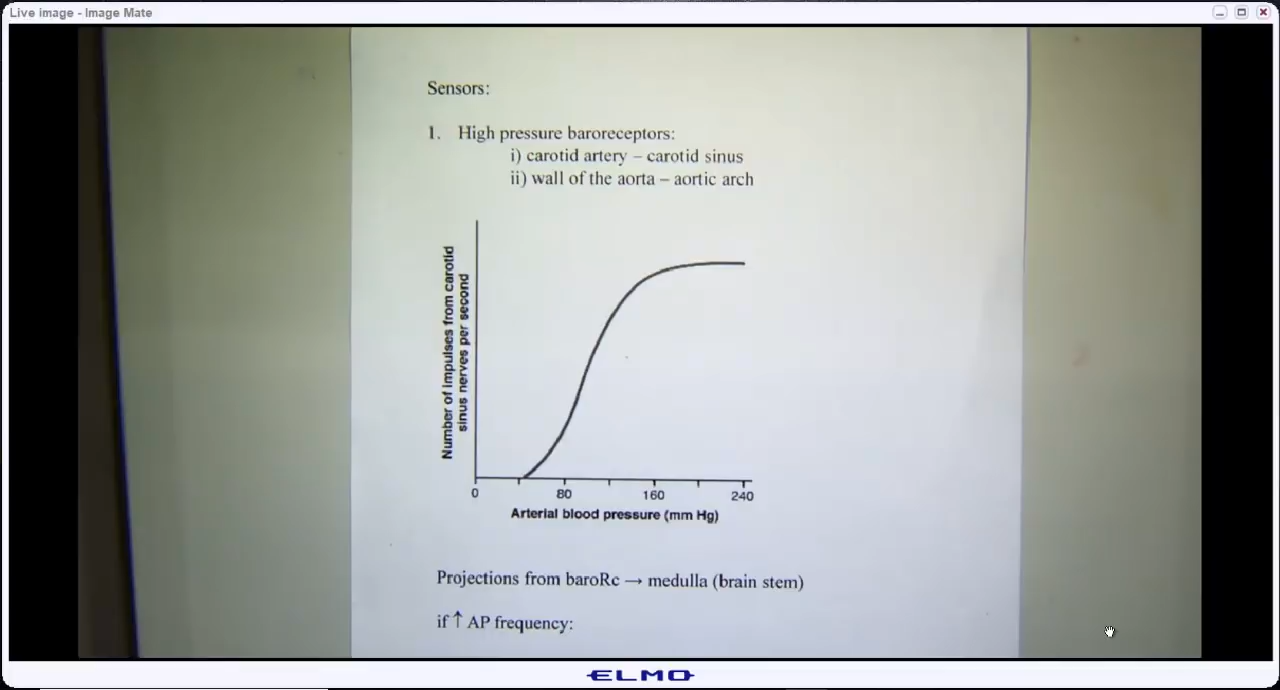 Live image - Image Mate
Sensors:
1. High pressure baroreceptors:
i) carotid artery – carotid sinus
ii) wall of the aorta – aortic arch
Number of impulses from carotid
sinus nerves per second
0 80 160 240
Arterial blood pressure (mm Hg)
Projections from baroRc → medulla (brain stem)
if ↑ AP frequency:
ELMO